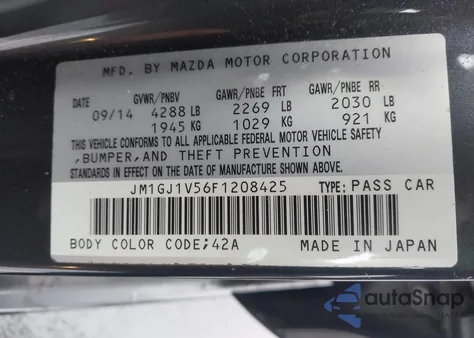 MFD. BY MAZDA MOTOR CORPORATION
DATE GVWR/PNBV GAWR/PNBE FRT GAWR/PNBE RR
09/14 4288 LB 2269 LB 2030 LB
1945 KG 1029 KG 921 KG
THIS VEHICLE CONFORMS TO ALL APPLICABLE FEDERAL MOTOR VEHICLE SAFETY
,BUMPER,AND THEFT PREVENTION
STANDARDS IN EFFECT ON THE DATE OF MANUFACTURE SHOWN ABOVE.
JM1GJ1V56F1208425 TYPE: PASS CAR
BODY COLOR CODE;42A MADE IN JAPAN
autoSnap